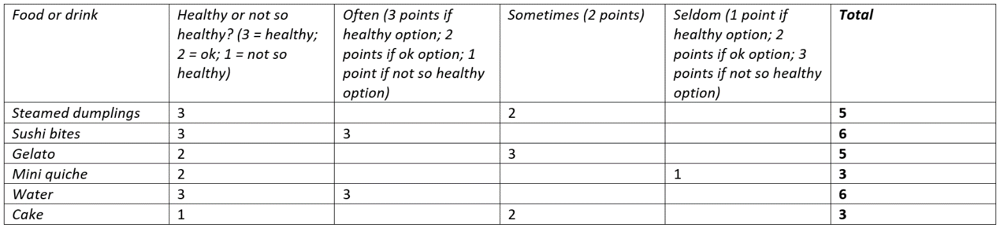 Food or drink
Healthy or not so
healthy? (3 = healthy;
2 = ok; 1 = not so
healthy)
Often (3 points if
healthy option; 2
points if ok option; 1
point if not so healthy
option)
Sometimes (2 points)
Seldom (1 point if
healthy option; 2
points if ok option; 3
points if not so healthy
option)
Total
Steamed dumplings 3 2 5
Sushi bites 3 3 6
Gelato 2 3 5
Mini quiche 2 1 3
Water 3 3 6
Cake 1 2 3